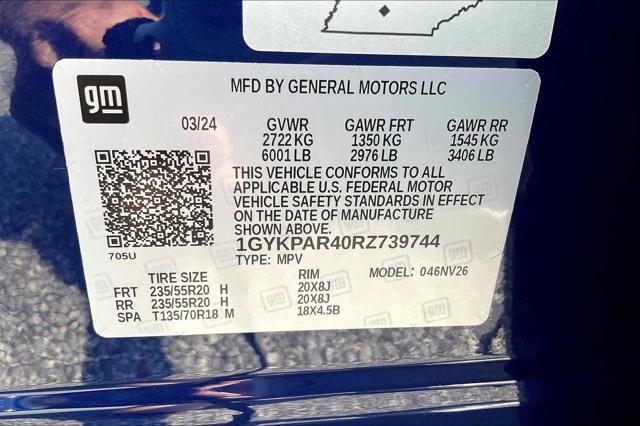 gm
MFD BY GENERAL MOTORS LLC
03/24 GVWR GAWR FRT GAWR RR
2722 KG 1350 KG 1545 KG
6001 LB 2976 LB 3406 LB
THIS VEHICLE CONFORMS TO ALL
APPLICABLE U.S. FEDERAL MOTOR
VEHICLE SAFETY STANDARDS IN EFFECT
ON THE DATE OF MANUFACTURE
SHOWN ABOVE.
1GYKPAR40RZ739744
705U
TYPE: MPV
TIRE SIZE RIM MODEL: 046NV26
FRT 235/55R20 H 20X8J
RR 235/55R20 H 20X8J
SPA T135/70R18 M 18X4.5B